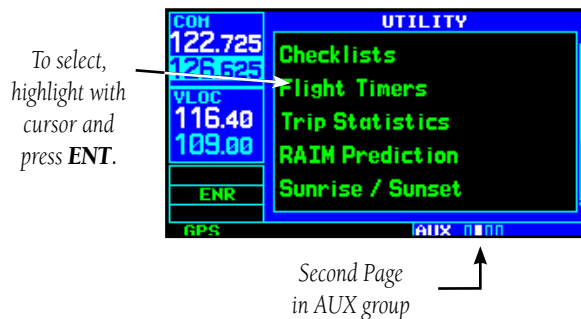 COM
122.725
126.625
VLOC
116.40
109.00
ENR
GPS
UTILITY
Checklists
Flight Timers
Trip Statistics
RAIM Prediction
Sunrise / Sunset
AUX
To select,
highlight with
cursor and
press ENT.
Second Page
in AUX group